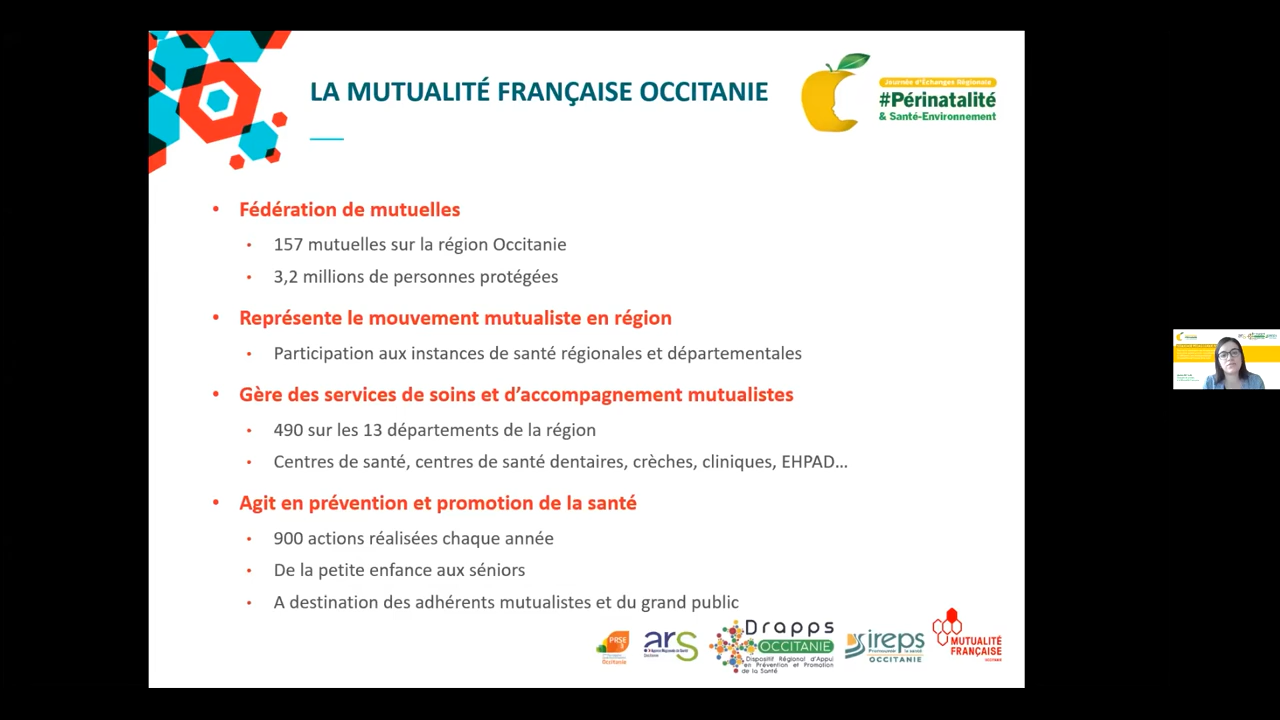 LA MUTUALITÉ FRANÇAISE OCCITANIE
Journée d'Échanges Régionale
#Périnatalité
& Santé-Environnement
• Fédération de mutuelles
• 157 mutuelles sur la région Occitanie
• 3,2 millions de personnes protégées
• Représente le mouvement mutualiste en région
• Participation aux instances de santé régionales et départementales
• Gère des services de soins et d'accompagnement mutualistes
• 490 sur les 13 départements de la région
• Centres de santé, centres de santé dentaires, crèches, cliniques, EHPAD...
• Agit en prévention et promotion de la santé
• 900 actions réalisées chaque année
• De la petite enfance aux séniors
• A destination des adhérents mutualistes et du grand public
PRSE
Occitanie
ars
Drapps
OCCITANIE
Dispositif Régional d'Appui
en Prévention et Promotion
de la Santé
ireps
OCCITANIE
MUTUALITÉ
FRANÇAISE
OCCITANIE